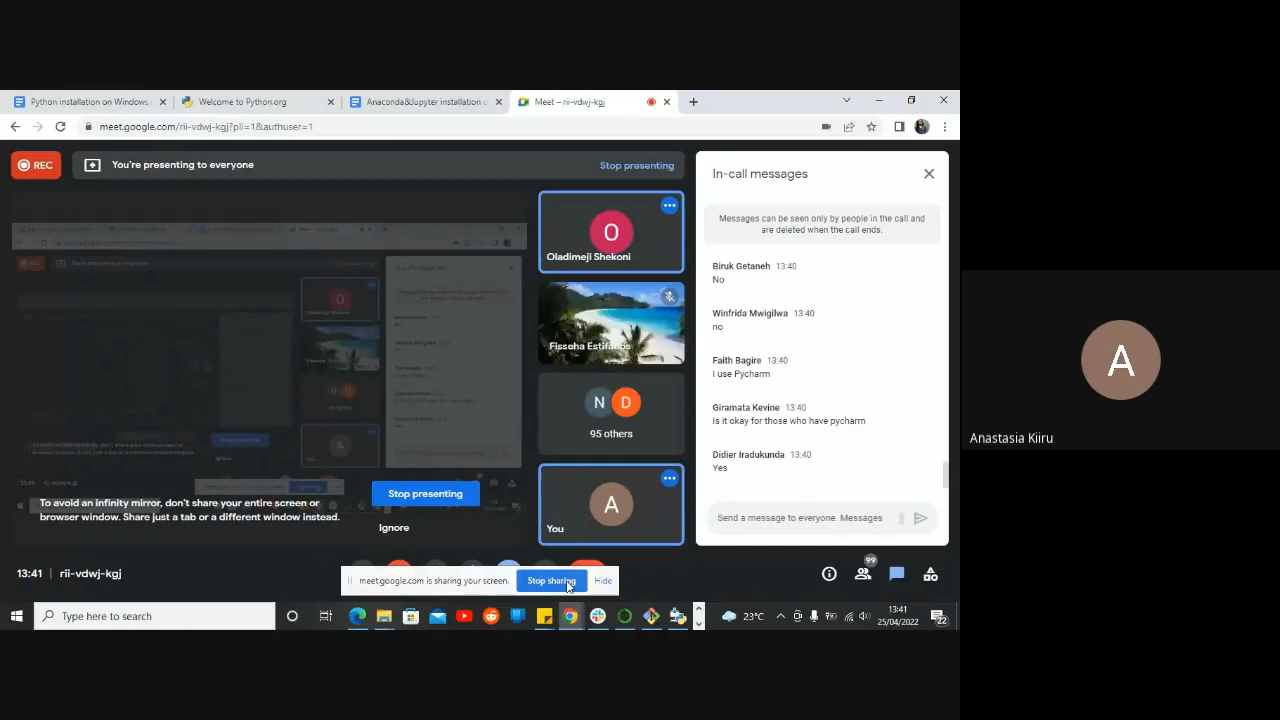 Python installation on Windows
Welcome to Python.org
Anaconda&Jupyter installation o
Meet – rii-vdwj-kgj
meet.google.com/rii-vdwj-kgj?pli=1&authuser=1
REC
You're presenting to everyone
Stop presenting
O
Oladimeji Shekoni
Fisseha Estifanos
N D
95 others
A
You
To avoid an infinity mirror, don't share your entire screen or
browser window. Share just a tab or a different window instead.
Stop presenting
Ignore
In-call messages
Messages can be seen only by people in the call and
are deleted when the call ends.
Biruk Getaneh 13:40
No
Winfrida Mwigilwa 13:40
no
Faith Bagire 13:40
I use Pycharm
Giramata Kevine 13:40
Is it okay for those who have pycharm
Didier Iradukunda 13:40
Yes
Send a message to everyone. Messages
13:41 rii-vdwj-kgj
99
meet.google.com is sharing your screen.
Stop sharing
Hide
Type here to search
23°C
13:41
25/04/2022
22
A
Anastasia Kiiru